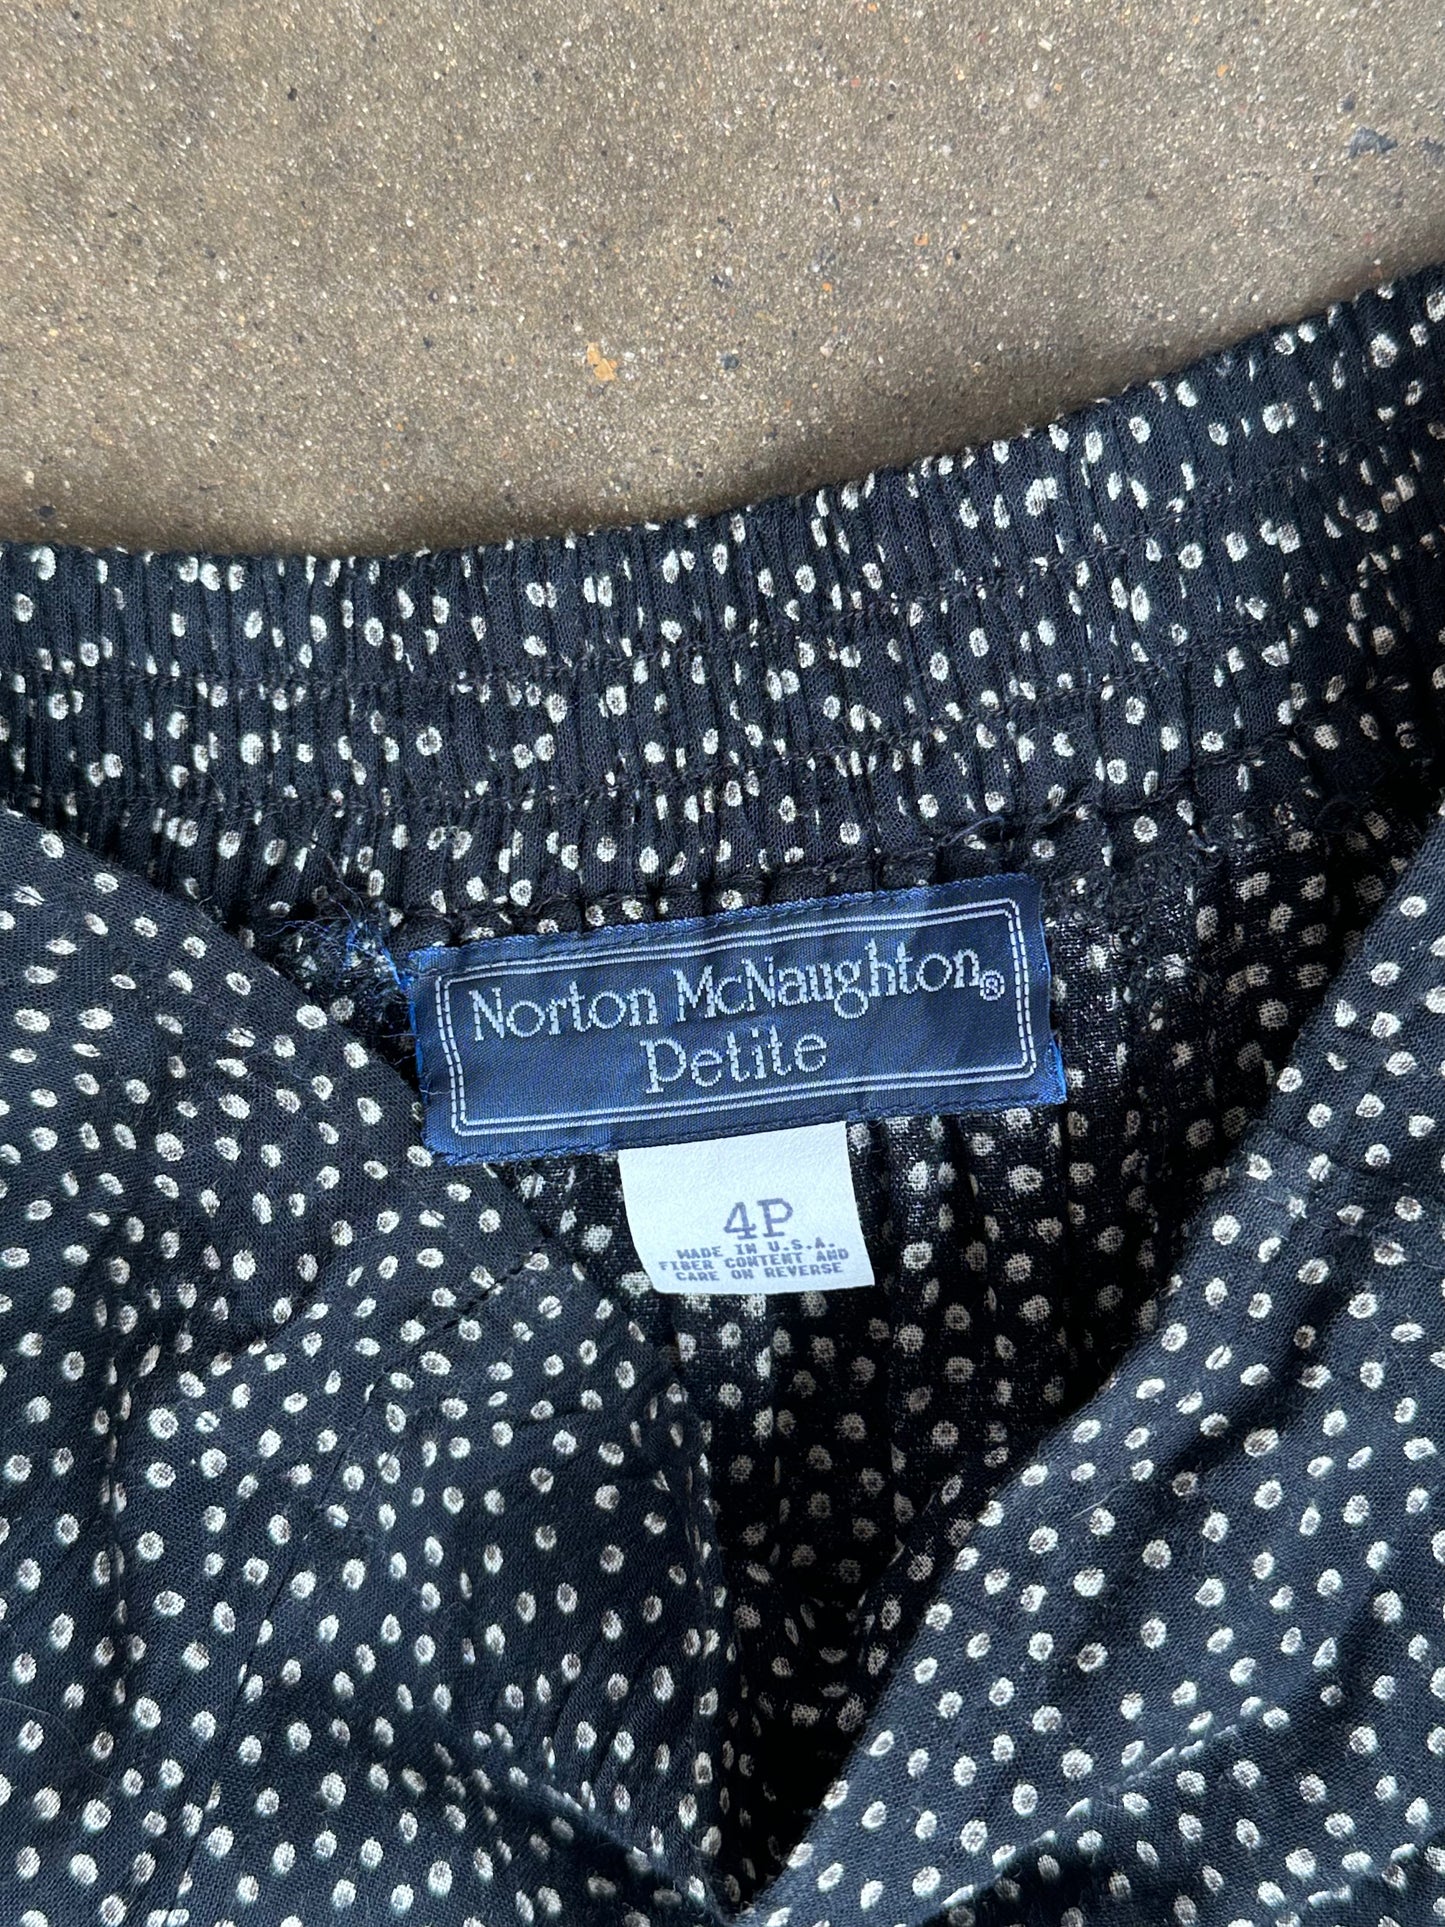 Norton McNaughton®
Petite
4P
MADE IN U.S.A.
FIBER CONTENT AND
CARE ON REVERSE